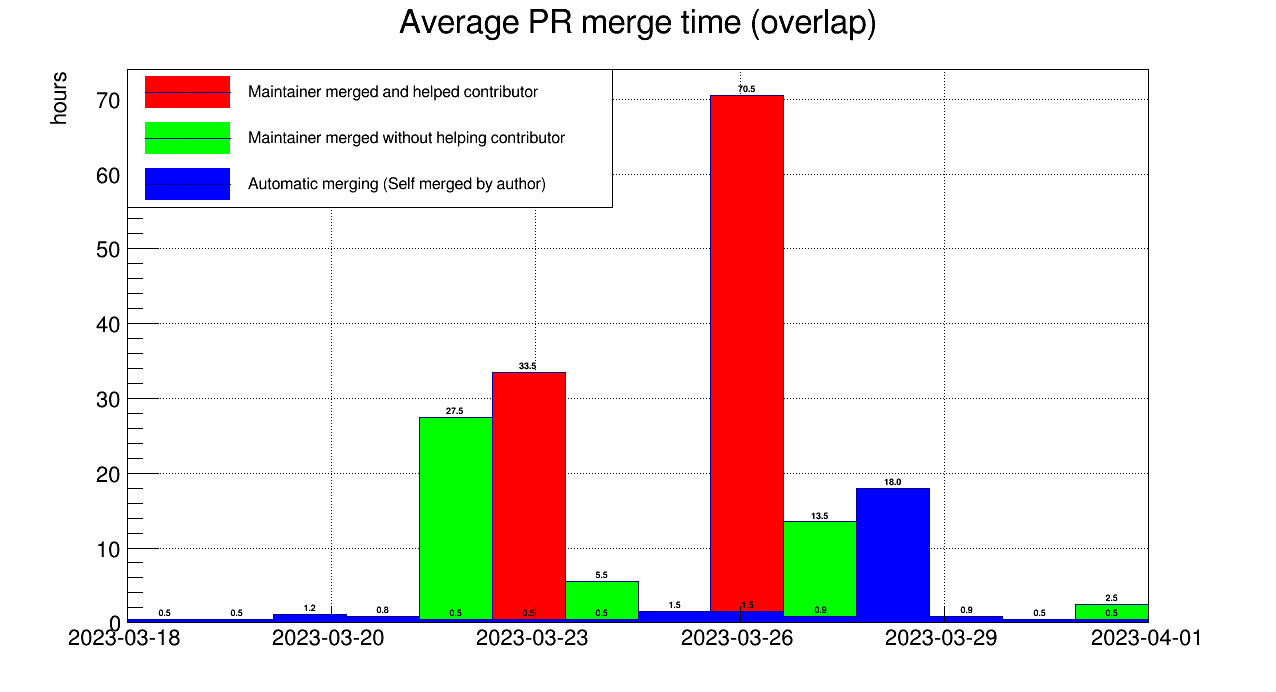 Average PR merge time (overlap)
hours
Maintainer merged and helped contributor
Maintainer merged without helping contributor
Automatic merging (Self merged by author)
70
60
50
40
30
20
10
0
70.5
33.5
27.5
18.0
13.5
5.5
2.5
0.5 0.5 1.2 0.8 0.5 0.5 0.5 1.5 1.5 0.9 0.9 0.5 0.5
2023-03-18 2023-03-20 2023-03-23 2023-03-26 2023-03-29 2023-04-01